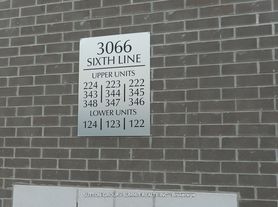 3066
SIXTH LINE
UPPER UNITS
224 | 223 | 222
343 | 344 | 345
348 | 347 | 346
LOWER UNITS
124 | 123 | 122